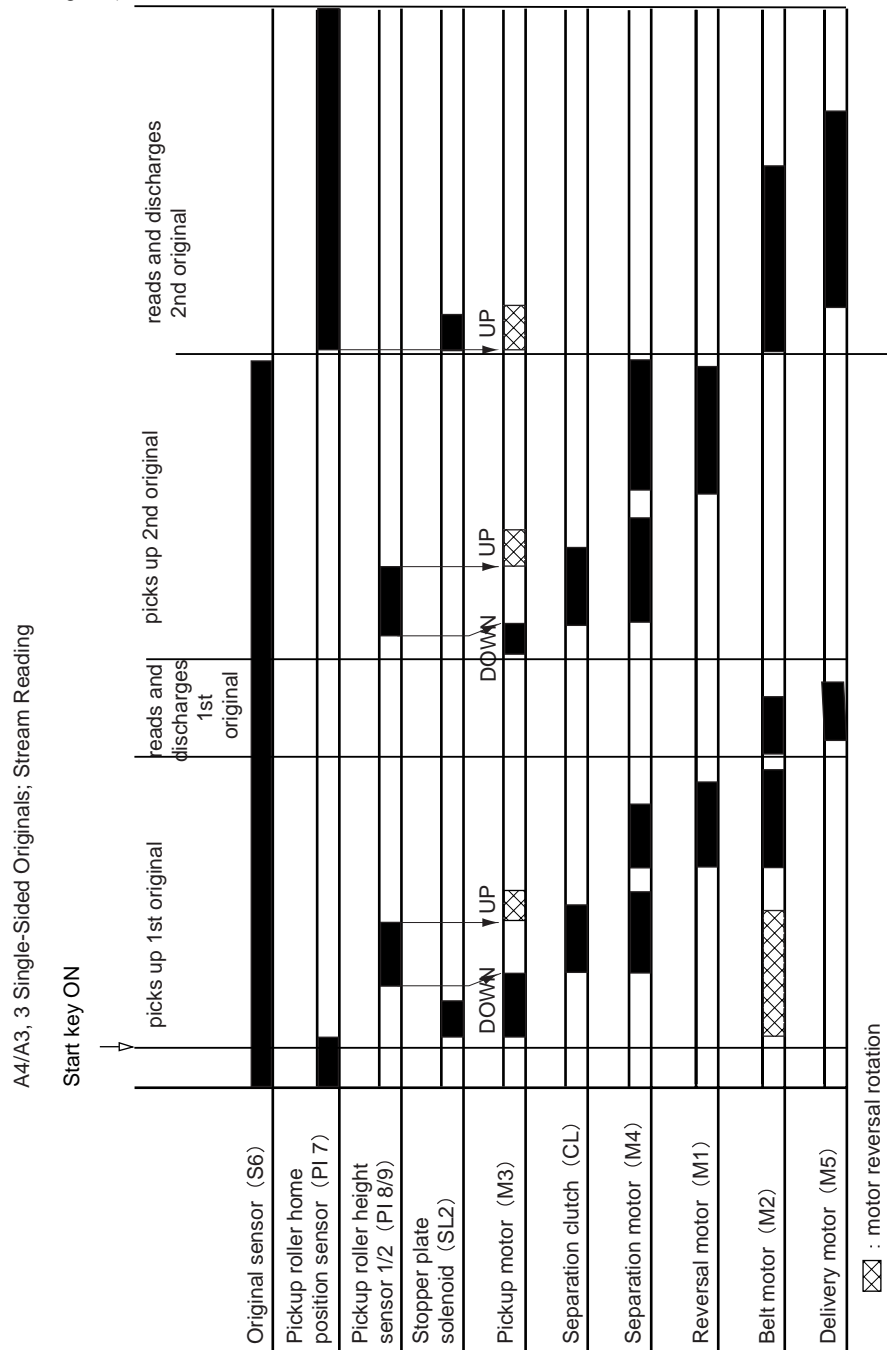 A4/A3, 3 Single-Sided Originals; Stream Reading
Start key ON
picks up 1st original
reads and
discharges
1st
original
picks up 2nd original
reads and discharges
2nd original
Original sensor (S6)
Pickup roller home
position sensor (PI 7)
Pickup roller height
sensor 1/2 (PI 8/9)
Stopper plate
solenoid (SL2)
Pickup motor (M3)
DOWN
UP
DOWN
UP
UP
Separation clutch (CL)
Separation motor (M4)
Reversal motor (M1)
Belt motor (M2)
Delivery motor (M5)
: motor reversal rotation